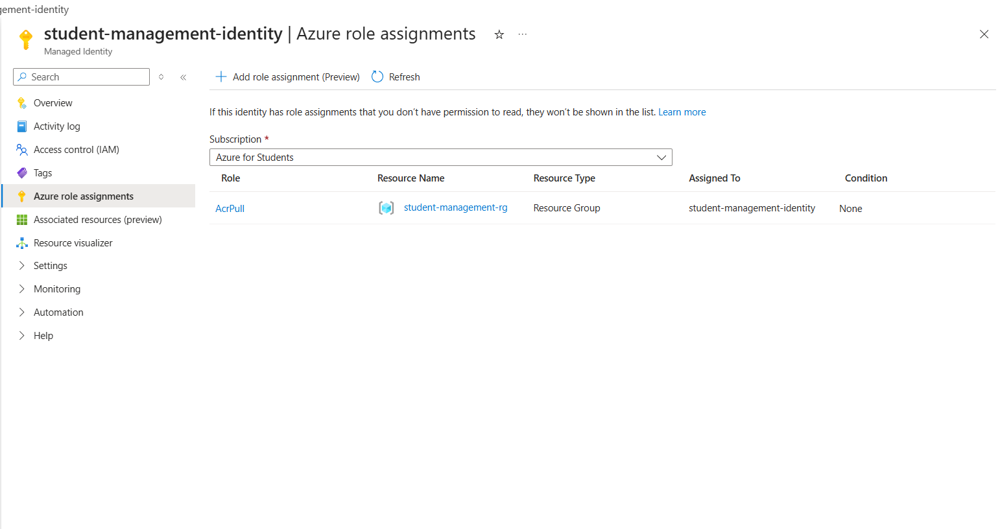 gement-identity
student-management-identity | Azure role assignments ☆ ···
Managed Identity
Search
Add role assignment (Preview) Refresh
Overview
Activity log
Access control (IAM)
Tags
Azure role assignments
Associated resources (preview)
Resource visualizer
Settings
Monitoring
Automation
Help
If this identity has role assignments that you don’t have permission to read, they won’t be shown in the list. Learn more
Subscription *
Azure for Students
Role Resource Name Resource Type Assigned To Condition
AcrPull student-management-rg Resource Group student-management-identity None